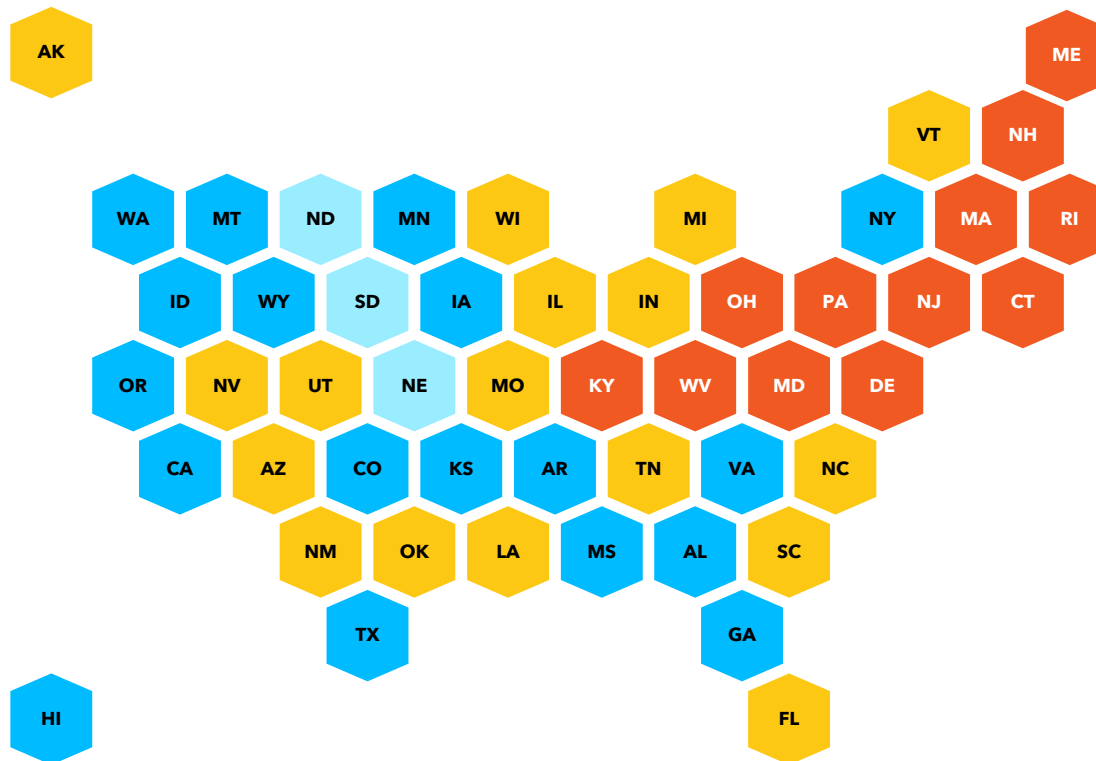 AK ME
VT NH
WA MT ND MN WI MI NY MA RI
ID WY SD IA IL IN OH PA NJ CT
OR NV UT NE MO KY WV MD DE
CA AZ CO KS AR TN VA NC
NM OK LA MS AL SC
TX GA
HI FL